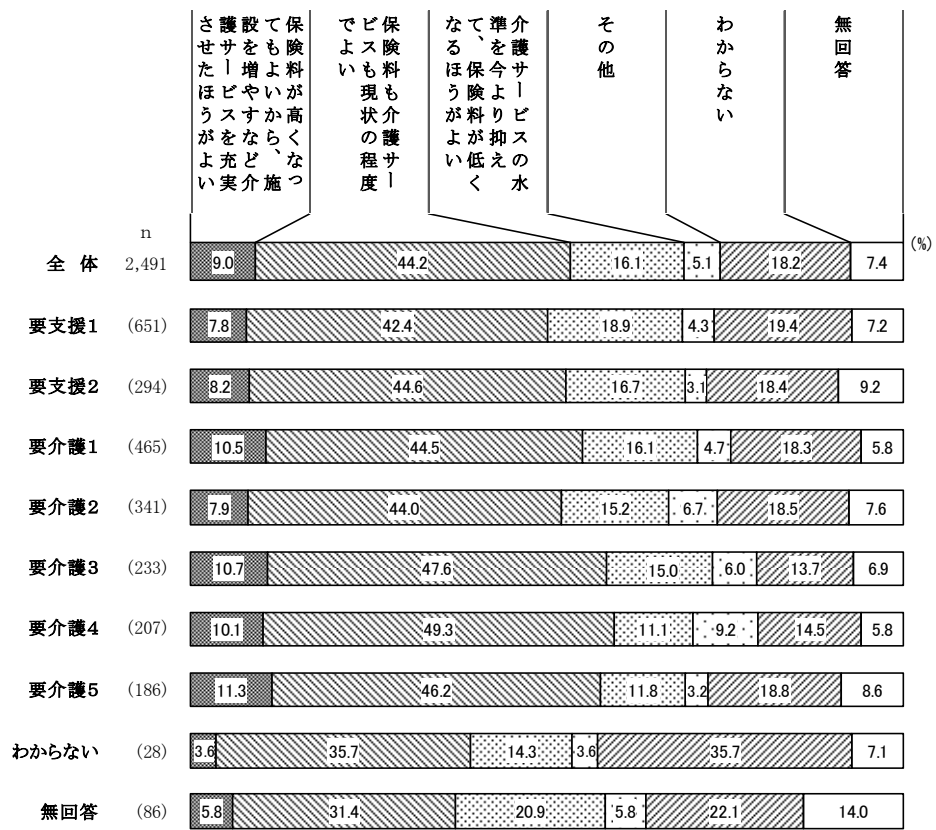 保険料が高くなっ
てもよいから、施
設を増やすなど介
護サービスを充実
させたほうがよい
保険料も介護サー
ビスも現状の程度
でよい
介護サービスの水
準を今より抑え
て、保険料が低く
なるほうがよい
その他
わからない
無回答
n
(%)
全 体 2,491 9.0 44.2 16.1 5.1 18.2 7.4
要支援1 (651) 7.8 42.4 18.9 4.3 19.4 7.2
要支援2 (294) 8.2 44.6 16.7 3.1 18.4 9.2
要介護1 (465) 10.5 44.5 16.1 4.7 18.3 5.8
要介護2 (341) 7.9 44.0 15.2 6.7 18.5 7.6
要介護3 (233) 10.7 47.6 15.0 6.0 13.7 6.9
要介護4 (207) 10.1 49.3 11.1 9.2 14.5 5.8
要介護5 (186) 11.3 46.2 11.8 3.2 18.8 8.6
わからない (28) 3.6 35.7 14.3 3.6 35.7 7.1
無回答 (86) 5.8 31.4 20.9 5.8 22.1 14.0